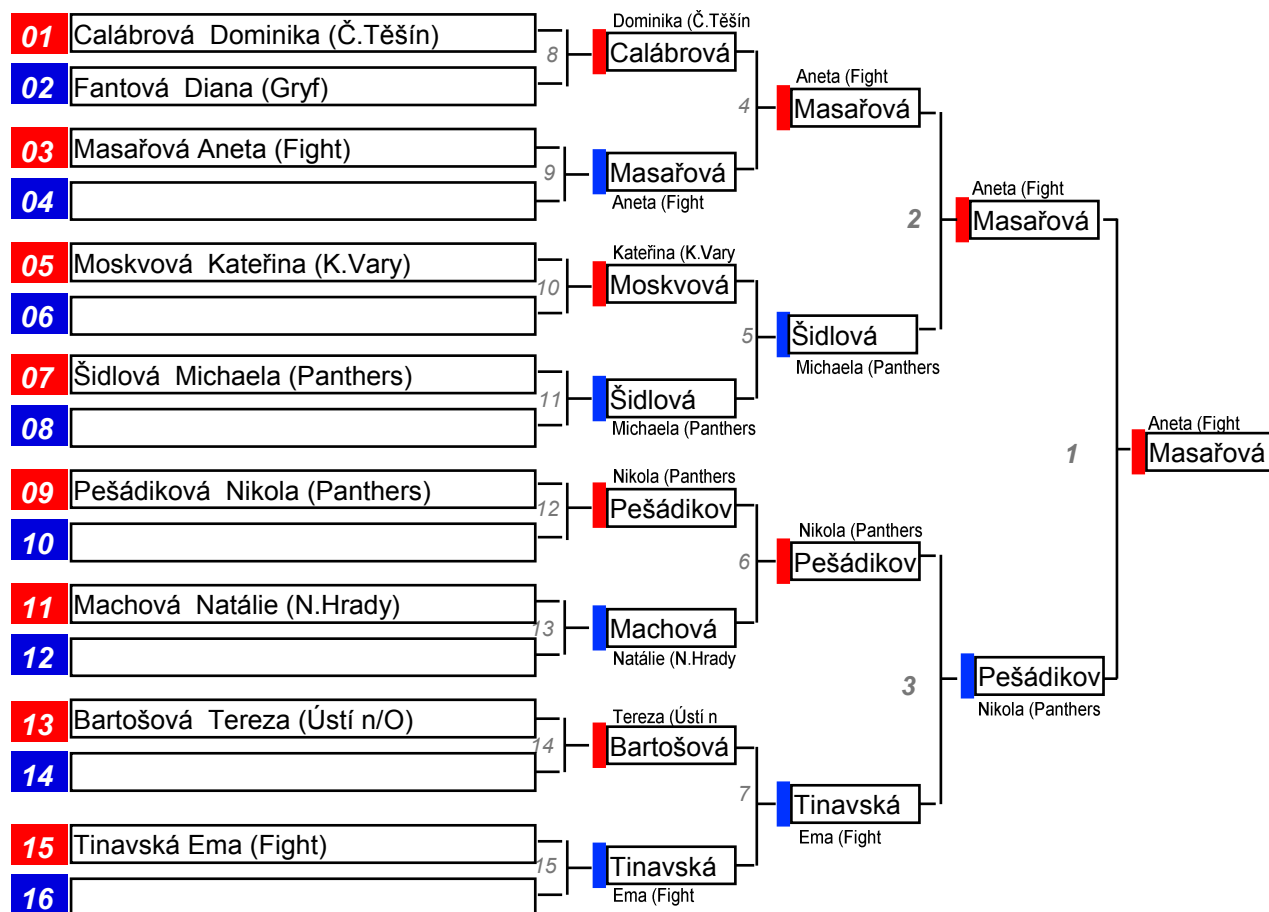 Dominika (Č.Těšín
01 Calábrová Dominika (Č.Těšín)
8
Calábrová
02 Fantová Diana (Gryf)
Aneta (Fight
4
Masařová
03 Masařová Aneta (Fight)
9
Masařová
04
Aneta (Fight
Aneta (Fight
2
Masařová
05 Moskvová Kateřina (K.Vary)
Kateřina (K.Vary
10
Moskvová
06
5
Šidlová
Michaela (Panthers
07 Šidlová Michaela (Panthers)
11
Šidlová
08
Michaela (Panthers
Aneta (Fight
1
Masařová
09 Pešádiková Nikola (Panthers)
Nikola (Panthers
12
Pešádikov
10
Nikola (Panthers
6
Pešádikov
11 Machová Natálie (N.Hrady)
13
Machová
12
Natálie (N.Hrady
3
Pešádikov
Nikola (Panthers
13 Bartošová Tereza (Ústí n/O)
Tereza (Ústí n
14
Bartošová
14
7
Tinavská
Ema (Fight
15 Tinavská Ema (Fight)
15
Tinavská
16
Ema (Fight